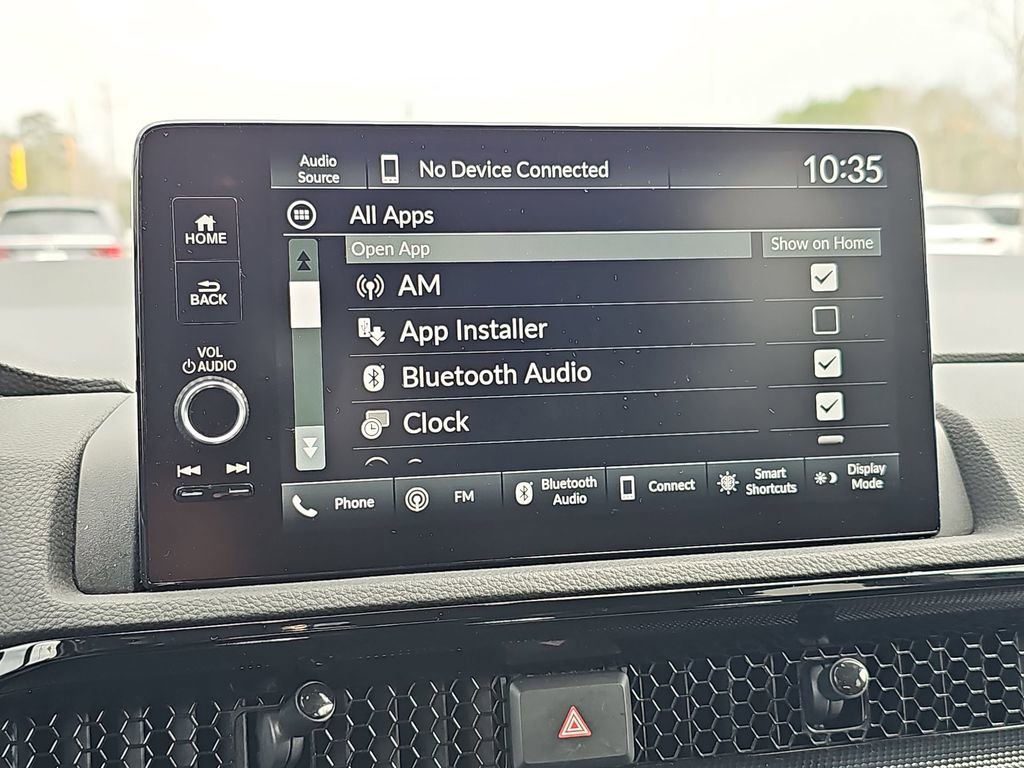 Audio
Source
No Device Connected
10:35
HOME
All Apps
Open App
Show on Home
BACK
AM
App Installer
VOL
AUDIO
Bluetooth Audio
Clock
Phone
FM
Bluetooth
Audio
Connect
Smart
Shortcuts
Display
Mode